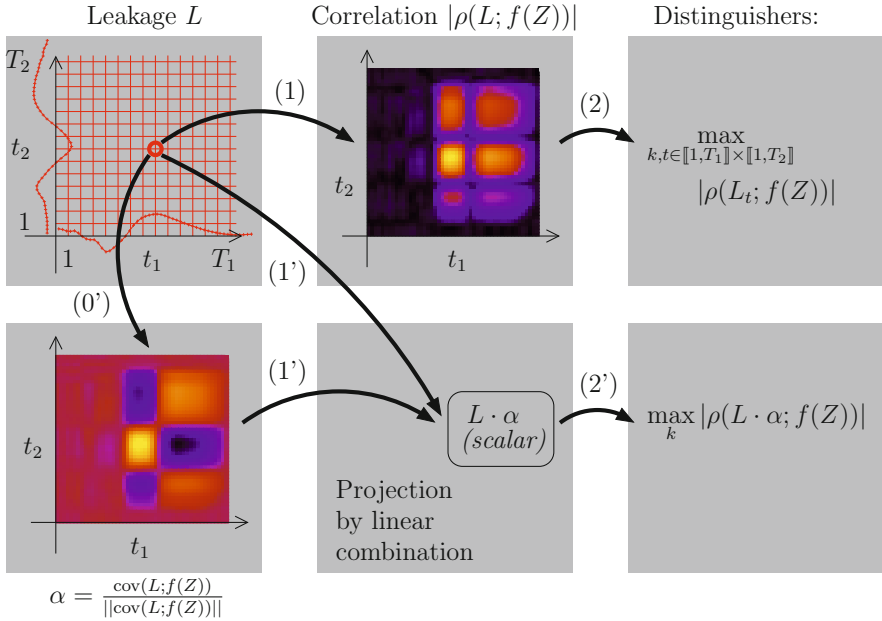 Leakage L
Correlation |ρ(L; f(Z))|
Distinguishers:
T₂
t₂
1
1
t₁
T₁
(1)
t₂
t₁
(2)
max
k,t∈⟦1,T₁⟧×⟦1,T₂⟧
|ρ(Lₜ; f(Z))|
(0')
(1')
t₂
t₁
(1')
L · α
(scalar)
Projection
by linear
combination
(2')
max |ρ(L · α; f(Z))|
k
α = cov(L;f(Z)) / ||cov(L;f(Z))||